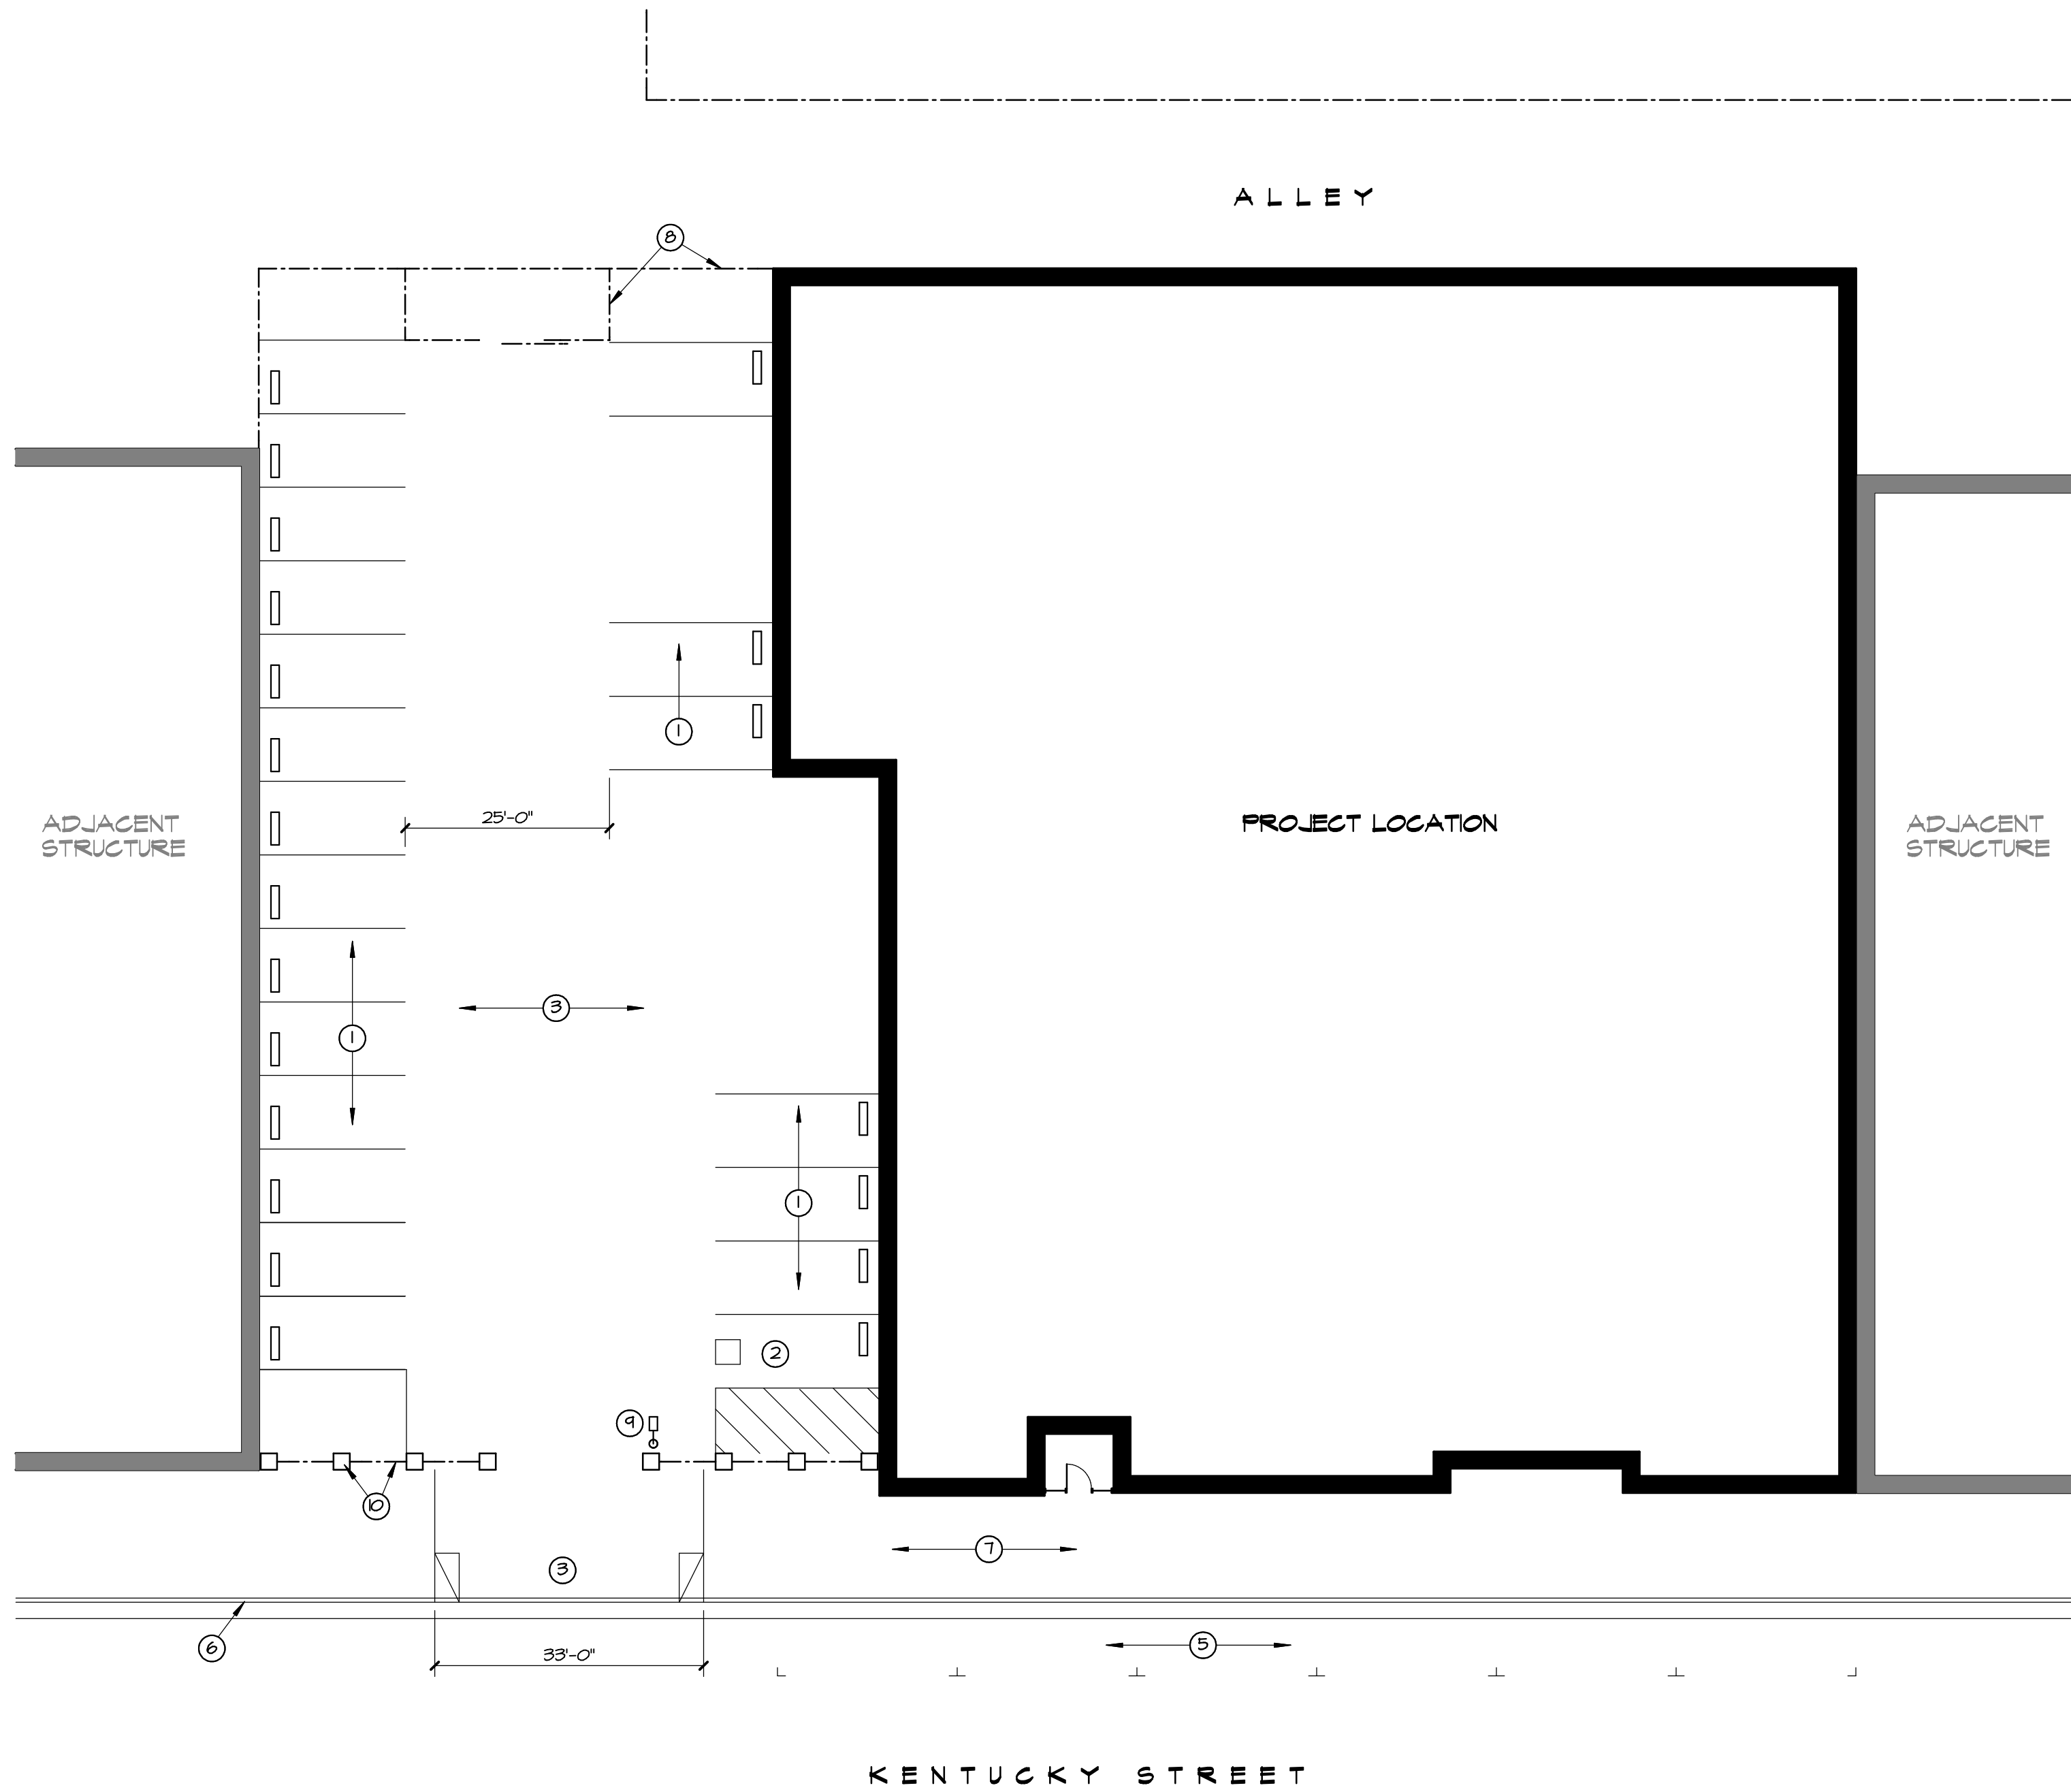 ALLEY
8
1
25'-0"
ADJACENT
STRUCTURE
PROJECT LOCATION
ADJACENT
STRUCTURE
3
1
1
2
9
10
7
3
6
5
33'-0"
KENTUCKY STREET